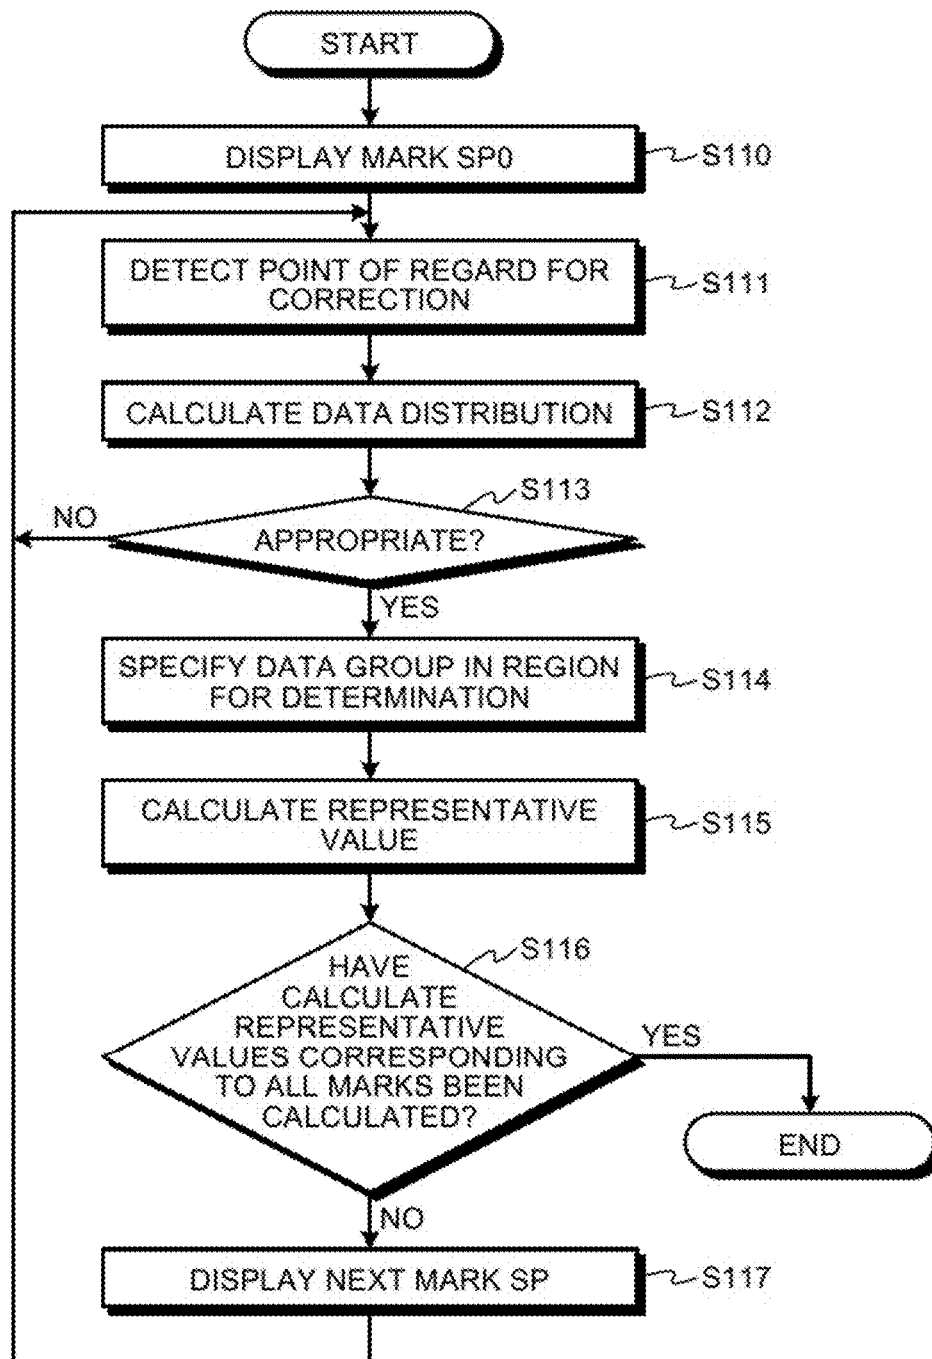 START
DISPLAY MARK SP0
S110
DETECT POINT OF REGARD FOR
CORRECTION
S111
CALCULATE DATA DISTRIBUTION
S112
S113
NO
APPROPRIATE?
YES
SPECIFY DATA GROUP IN REGION
FOR DETERMINATION
S114
CALCULATE REPRESENTATIVE
VALUE
S115
S116
HAVE
CALCULATE
REPRESENTATIVE
VALUES CORRESPONDING
TO ALL MARKS BEEN
CALCULATED?
YES
END
NO
DISPLAY NEXT MARK SP
S117